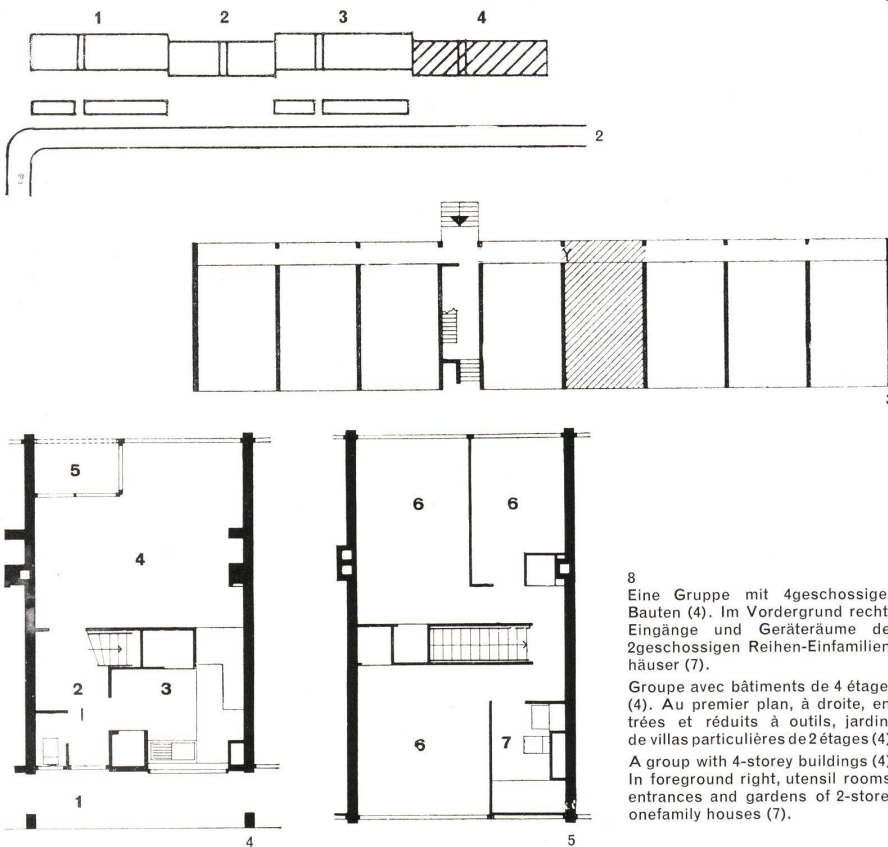 1 2 3 4
2
3
5
4
2
3
1
4
6 6
6 7
5
8
Eine Gruppe mit 4geschossige
Bauten (4). Im Vordergrund recht
Eingänge und Geräteräume de
2geschossigen Reihen-Einfamilien
häuser (7).
Groupe avec bâtiments de 4 étage
(4). Au premier plan, à droite, en
trées et réduits à outils, jardin
de villas particulières de 2 étages (4)
A group with 4-storey buildings (4)
In foreground right, utensil rooms
entrances and gardens of 2-store
onefamily houses (7).